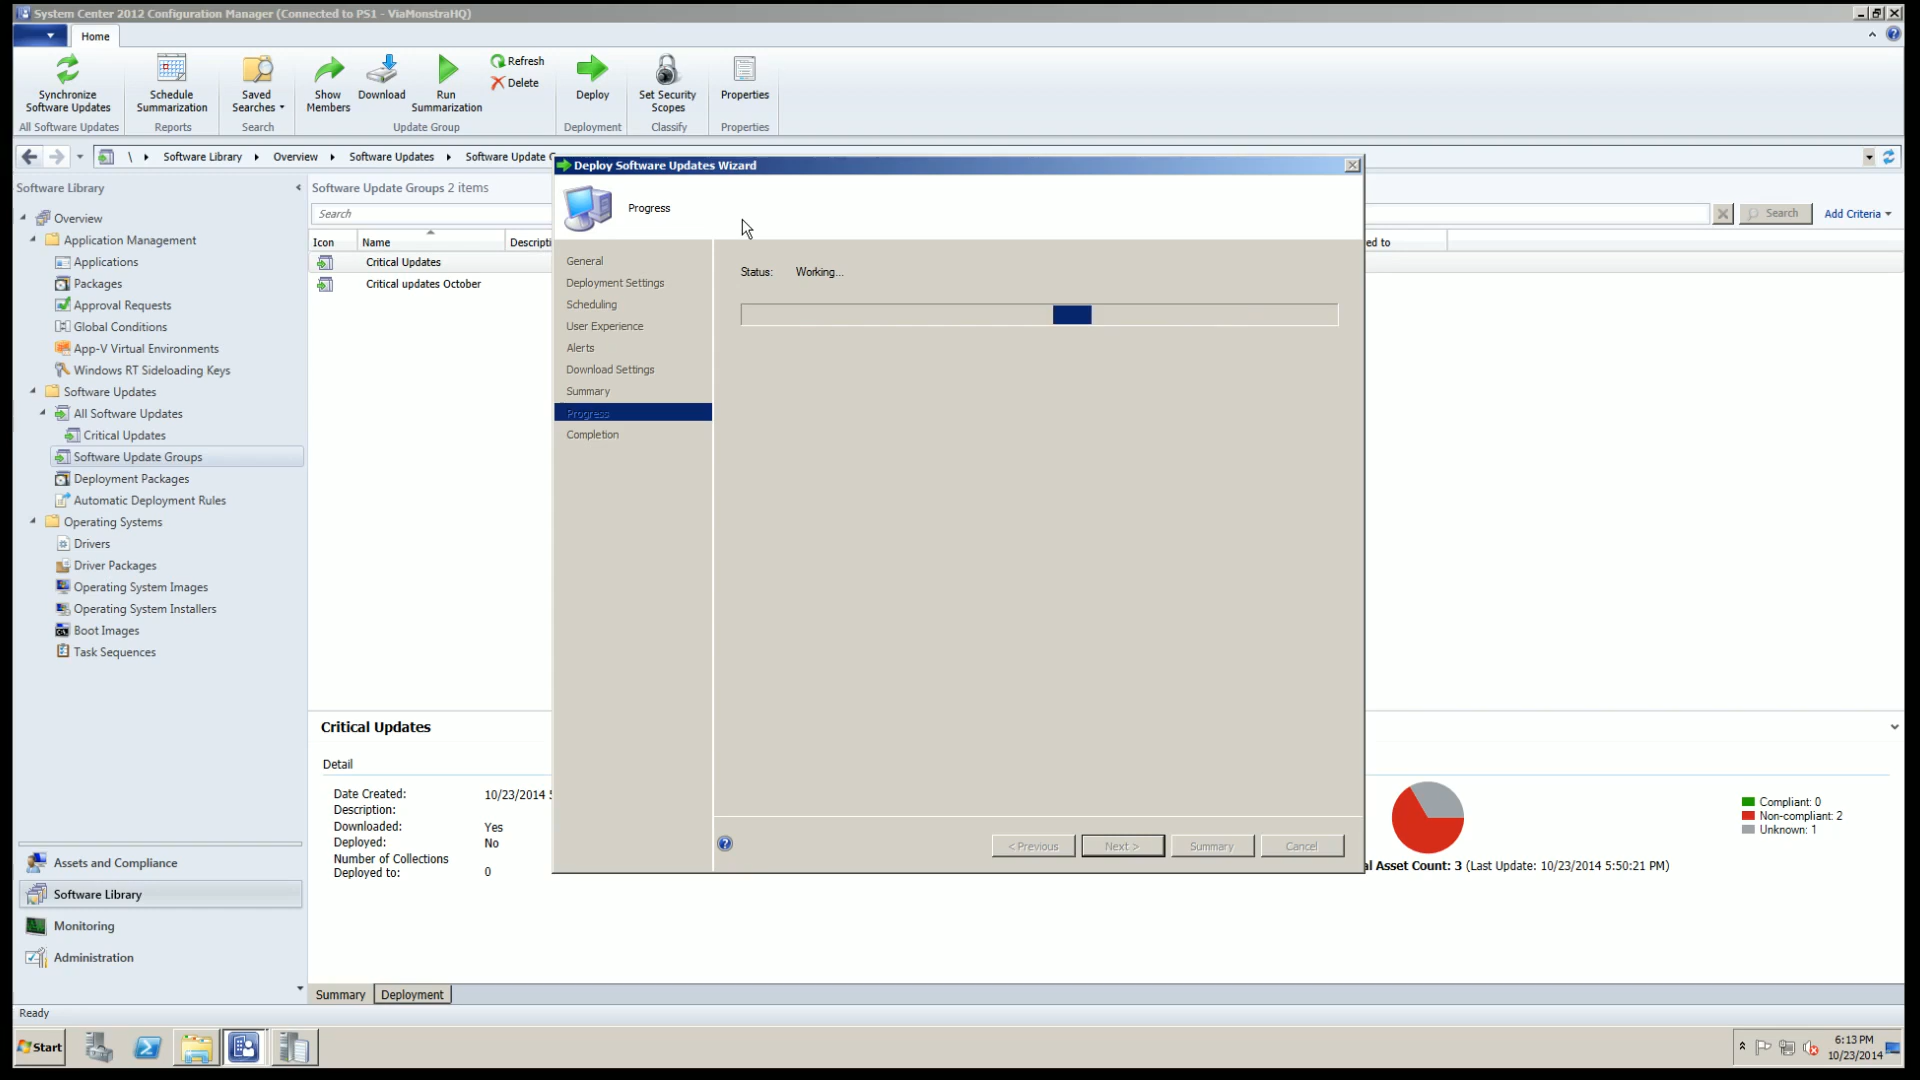 System Center 2012 Configuration Manager (Connected to PS1 - ViaMonstraHQ)
Home
Synchronize Software Updates
Schedule Summarization
Saved Searches
Show Members
Download
Run Summarization
Refresh
Delete
Deploy
Set Security Scopes
Properties
All Software Updates
Reports
Search
Update Group
Deployment
Classify
Properties
\ Software Library Overview Software Updates Software Update G
Software Library
Overview
Application Management
Applications
Packages
Approval Requests
Global Conditions
App-V Virtual Environments
Windows RT Sideloading Keys
Software Updates
All Software Updates
Critical Updates
Software Update Groups
Deployment Packages
Automatic Deployment Rules
Operating Systems
Drivers
Driver Packages
Operating System Images
Operating System Installers
Boot Images
Task Sequences
Assets and Compliance
Software Library
Monitoring
Administration
Software Update Groups 2 items
Search
Search
Add Criteria
Icon Name Descripti
ed to
Critical Updates
Critical updates October
Deploy Software Updates Wizard
Progress
General
Deployment Settings
Scheduling
User Experience
Alerts
Download Settings
Summary
Progress
Completion
Status: Working...
< Previous Next > Summary Cancel
Critical Updates
Detail
Date Created: 10/23/2014 5
Description:
Downloaded: Yes
Deployed: No
Number of Collections
Deployed to: 0
Compliant: 0
Non-compliant: 2
Unknown: 1
al Asset Count: 3 (Last Update: 10/23/2014 5:50:21 PM)
Summary Deployment
Ready
Start
6:13 PM
10/23/2014